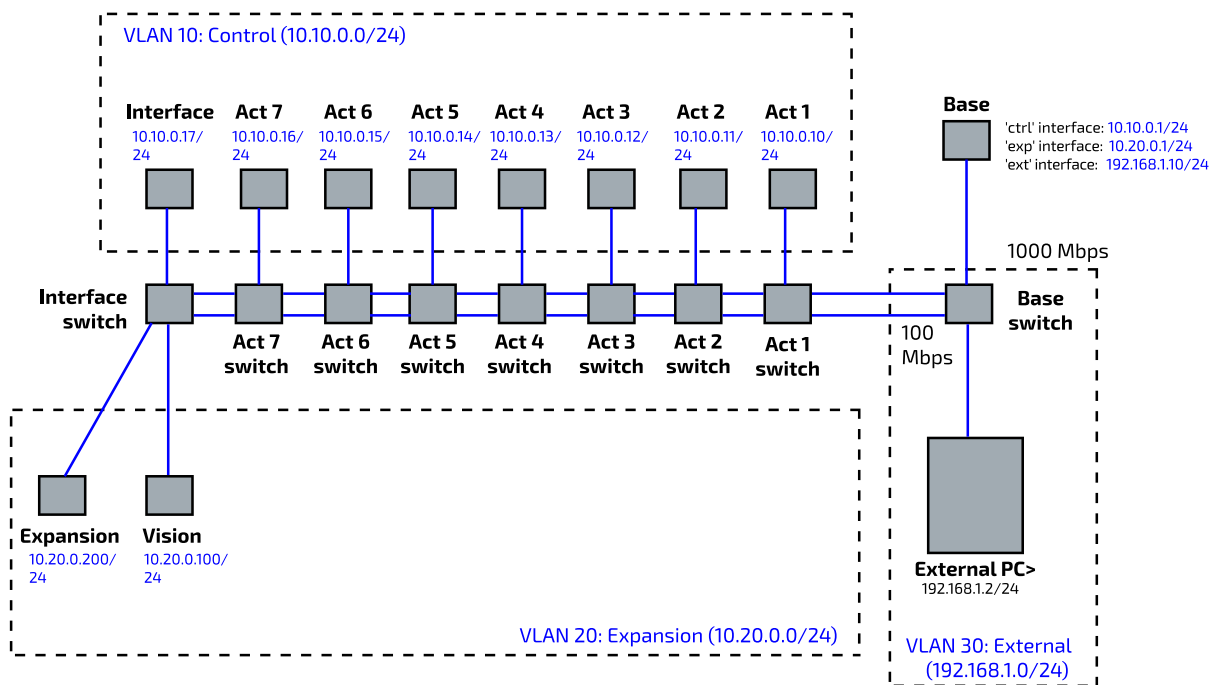 VLAN 10: Control (10.10.0.0/24)
Interface
10.10.0.17/
24
Act 7
10.10.0.16/
24
Act 6
10.10.0.15/
24
Act 5
10.10.0.14/
24
Act 4
10.10.0.13/
24
Act 3
10.10.0.12/
24
Act 2
10.10.0.11/
24
Act 1
10.10.0.10/
24
Base
'ctrl' interface: 10.10.0.1/24
'exp' interface: 10.20.0.1/24
'ext' interface: 192.168.1.10/24
1000 Mbps
Interface
switch
Act 7
switch
Act 6
switch
Act 5
switch
Act 4
switch
Act 3
switch
Act 2
switch
Act 1
switch
100
Mbps
Base
switch
Expansion
10.20.0.200/
24
Vision
10.20.0.100/
24
VLAN 20: Expansion (10.20.0.0/24)
External PC>
192.168.1.2/24
VLAN 30: External
(192.168.1.0/24)